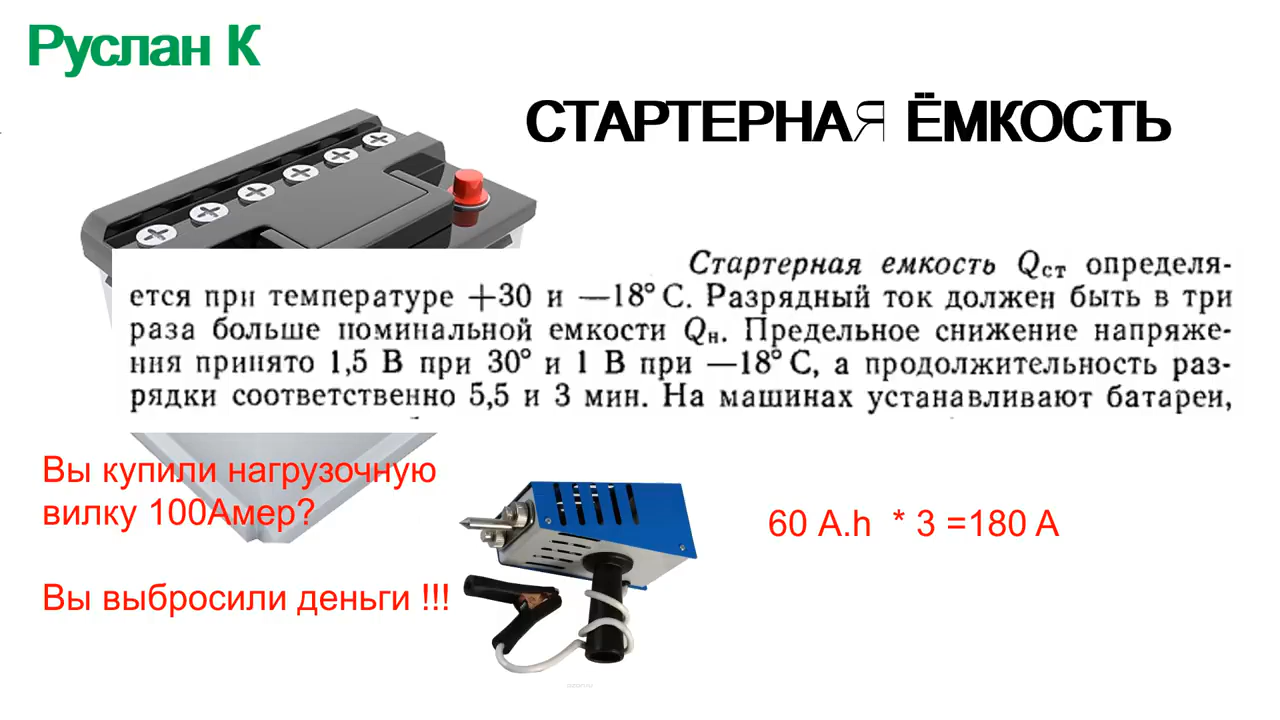 Руслан К
СТАРТЕРНАЯ ЁМКОСТЬ
Стартерная емкость Qст определя-
ется при температуре +30 и —18° С. Разрядный ток должен быть в три
раза больше номинальной емкости Qн. Предельное снижение напряже-
ния принято 1,5 В при 30° и 1 В при —18° С, а продолжительность раз-
рядки соответственно 5,5 и 3 мин. На машинах устанавливают батареи,
Вы купили нагрузочную
вилку 100Амер?
60 A.h * 3 =180 A
Вы выбросили деньги !!!